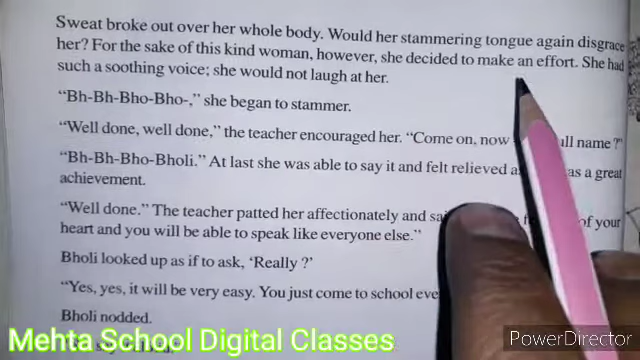 Sweat broke out over her whole body. Would her stammering tongue again disgrace
her? For the sake of this kind woman, however, she decided to make an effort. She had
such a soothing voice; she would not laugh at her.
"Bh-Bh-Bho-Bho-," she began to stammer.
"Well done, well done," the teacher encouraged her. "Come on, now ull name ?"
"Bh-Bh-Bho-Bholi." At last she was able to say it and felt relieved as a great
achievement.
"Well done." The teacher patted her affectionately and of your
heart and you will be able to speak like everyone else."
Bholi looked up as if to ask, 'Really ?'
"Yes, yes, it will be very easy. You just come to school
Bholi nodded.
Mehta School Digital Classes
PowerDirector